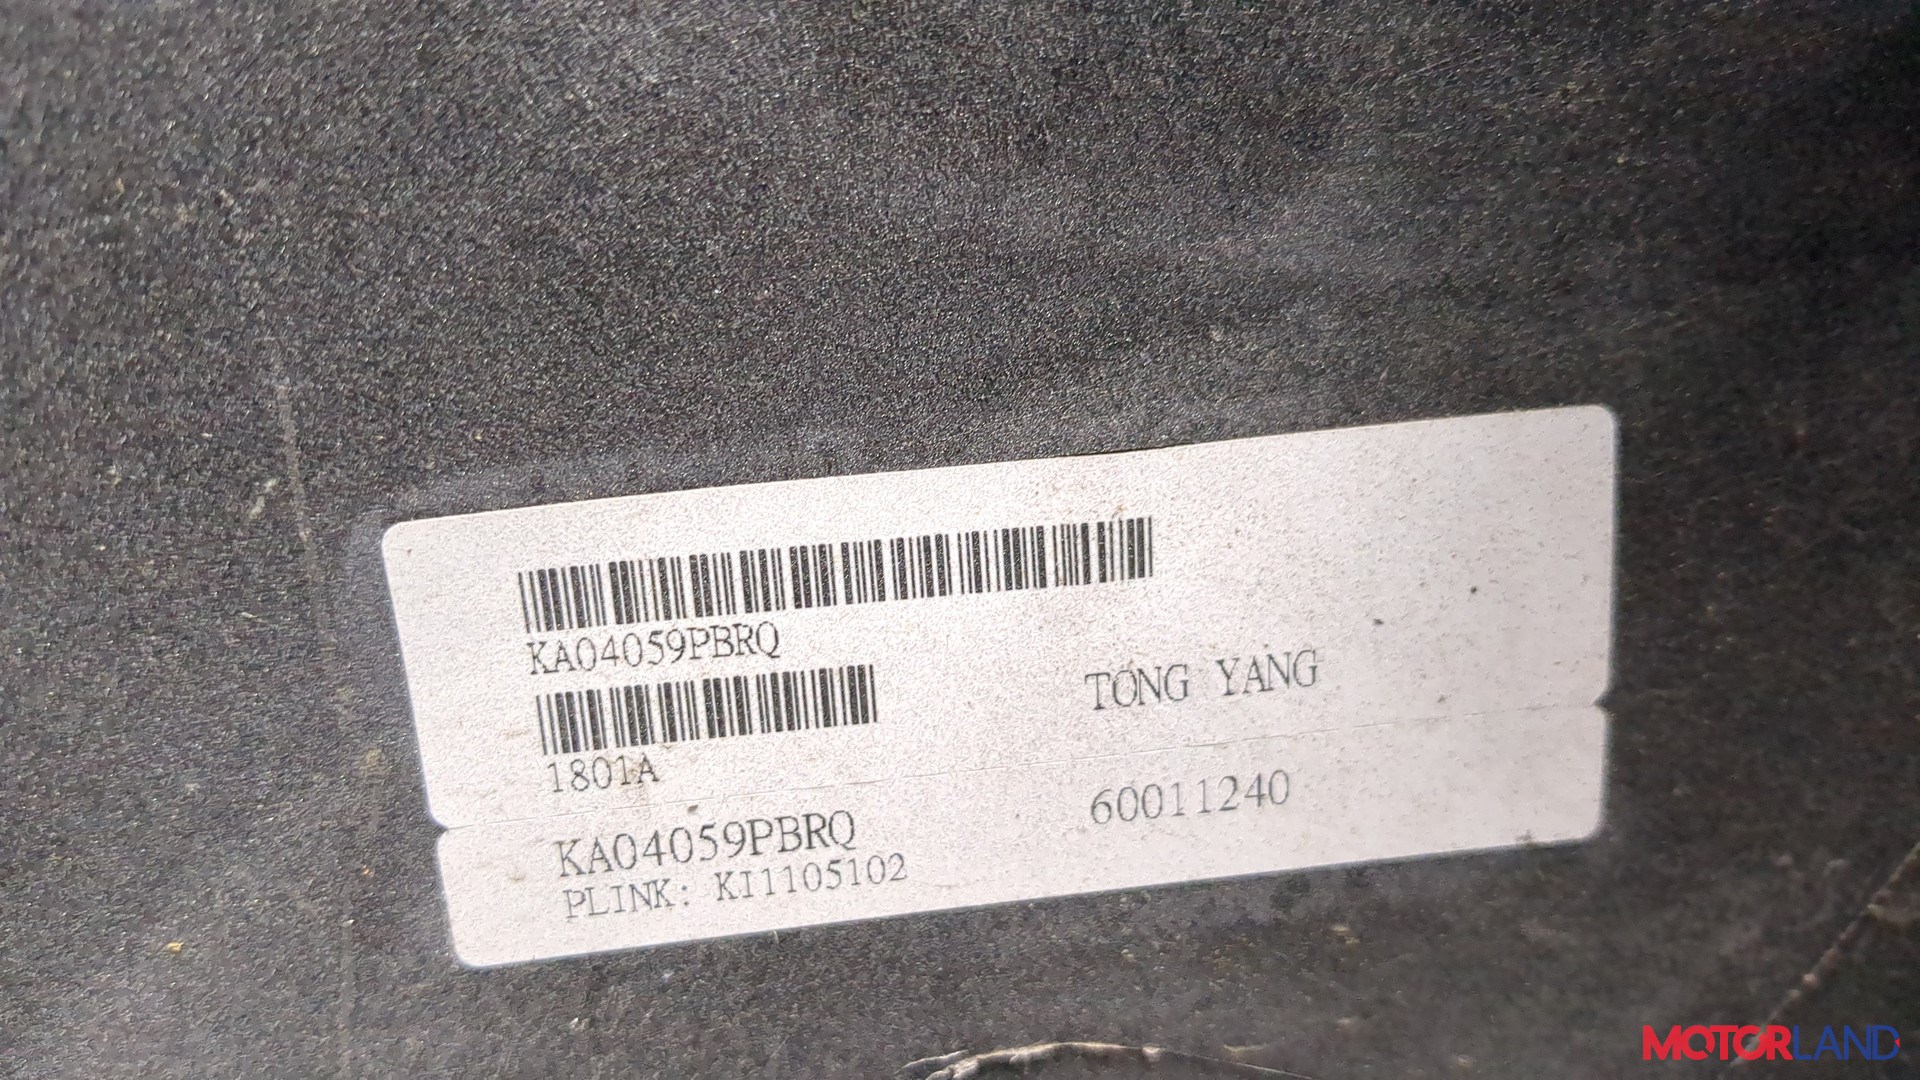 KA04059PBRQ
1801A
TONG YANG
KA04059PBRQ
60011240
PLINK: KI1105102
MOTORLAND